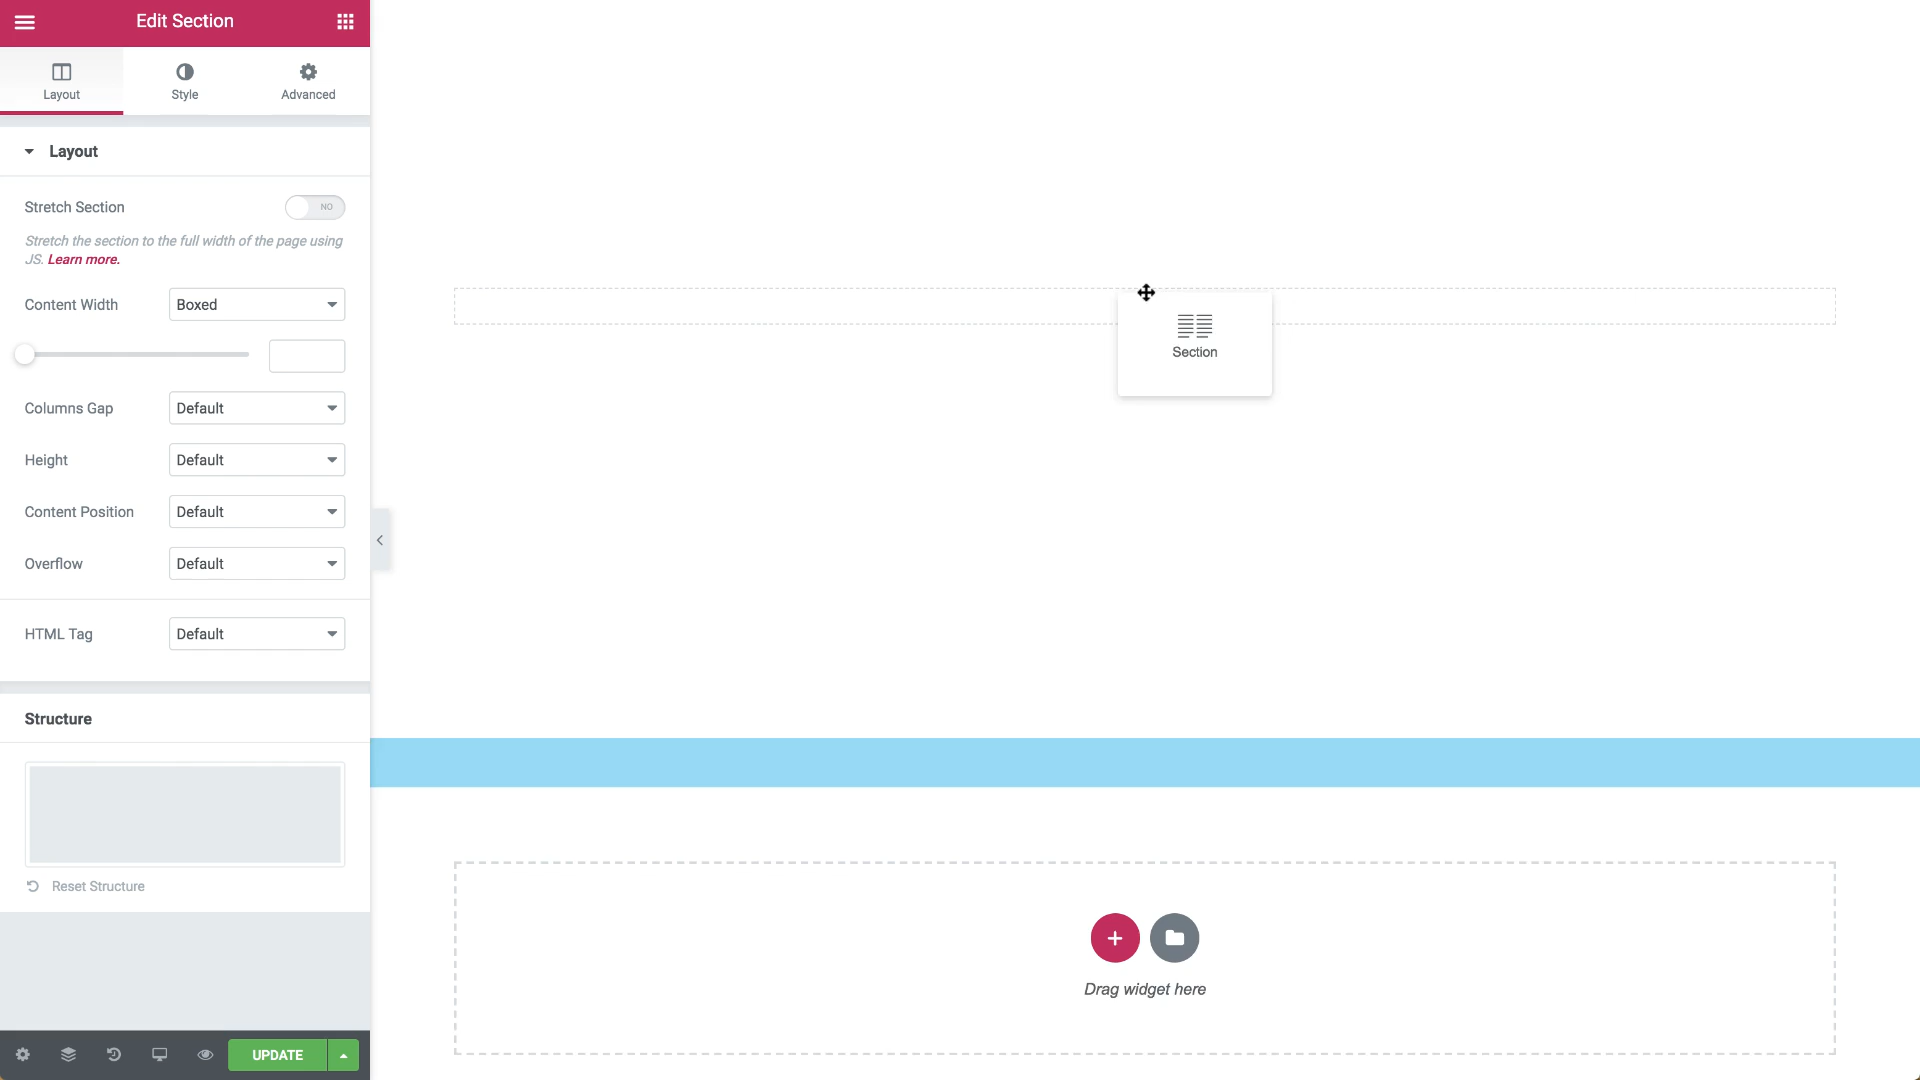 Edit Section
Layout
Style
Advanced
Layout
Stretch Section
NO
Stretch the section to the full width of the page using
JS. Learn more.
Content Width
Boxed
Columns Gap
Default
Height
Default
Content Position
Default
Overflow
Default
HTML Tag
Default
Structure
Reset Structure
UPDATE
Section
Drag widget here